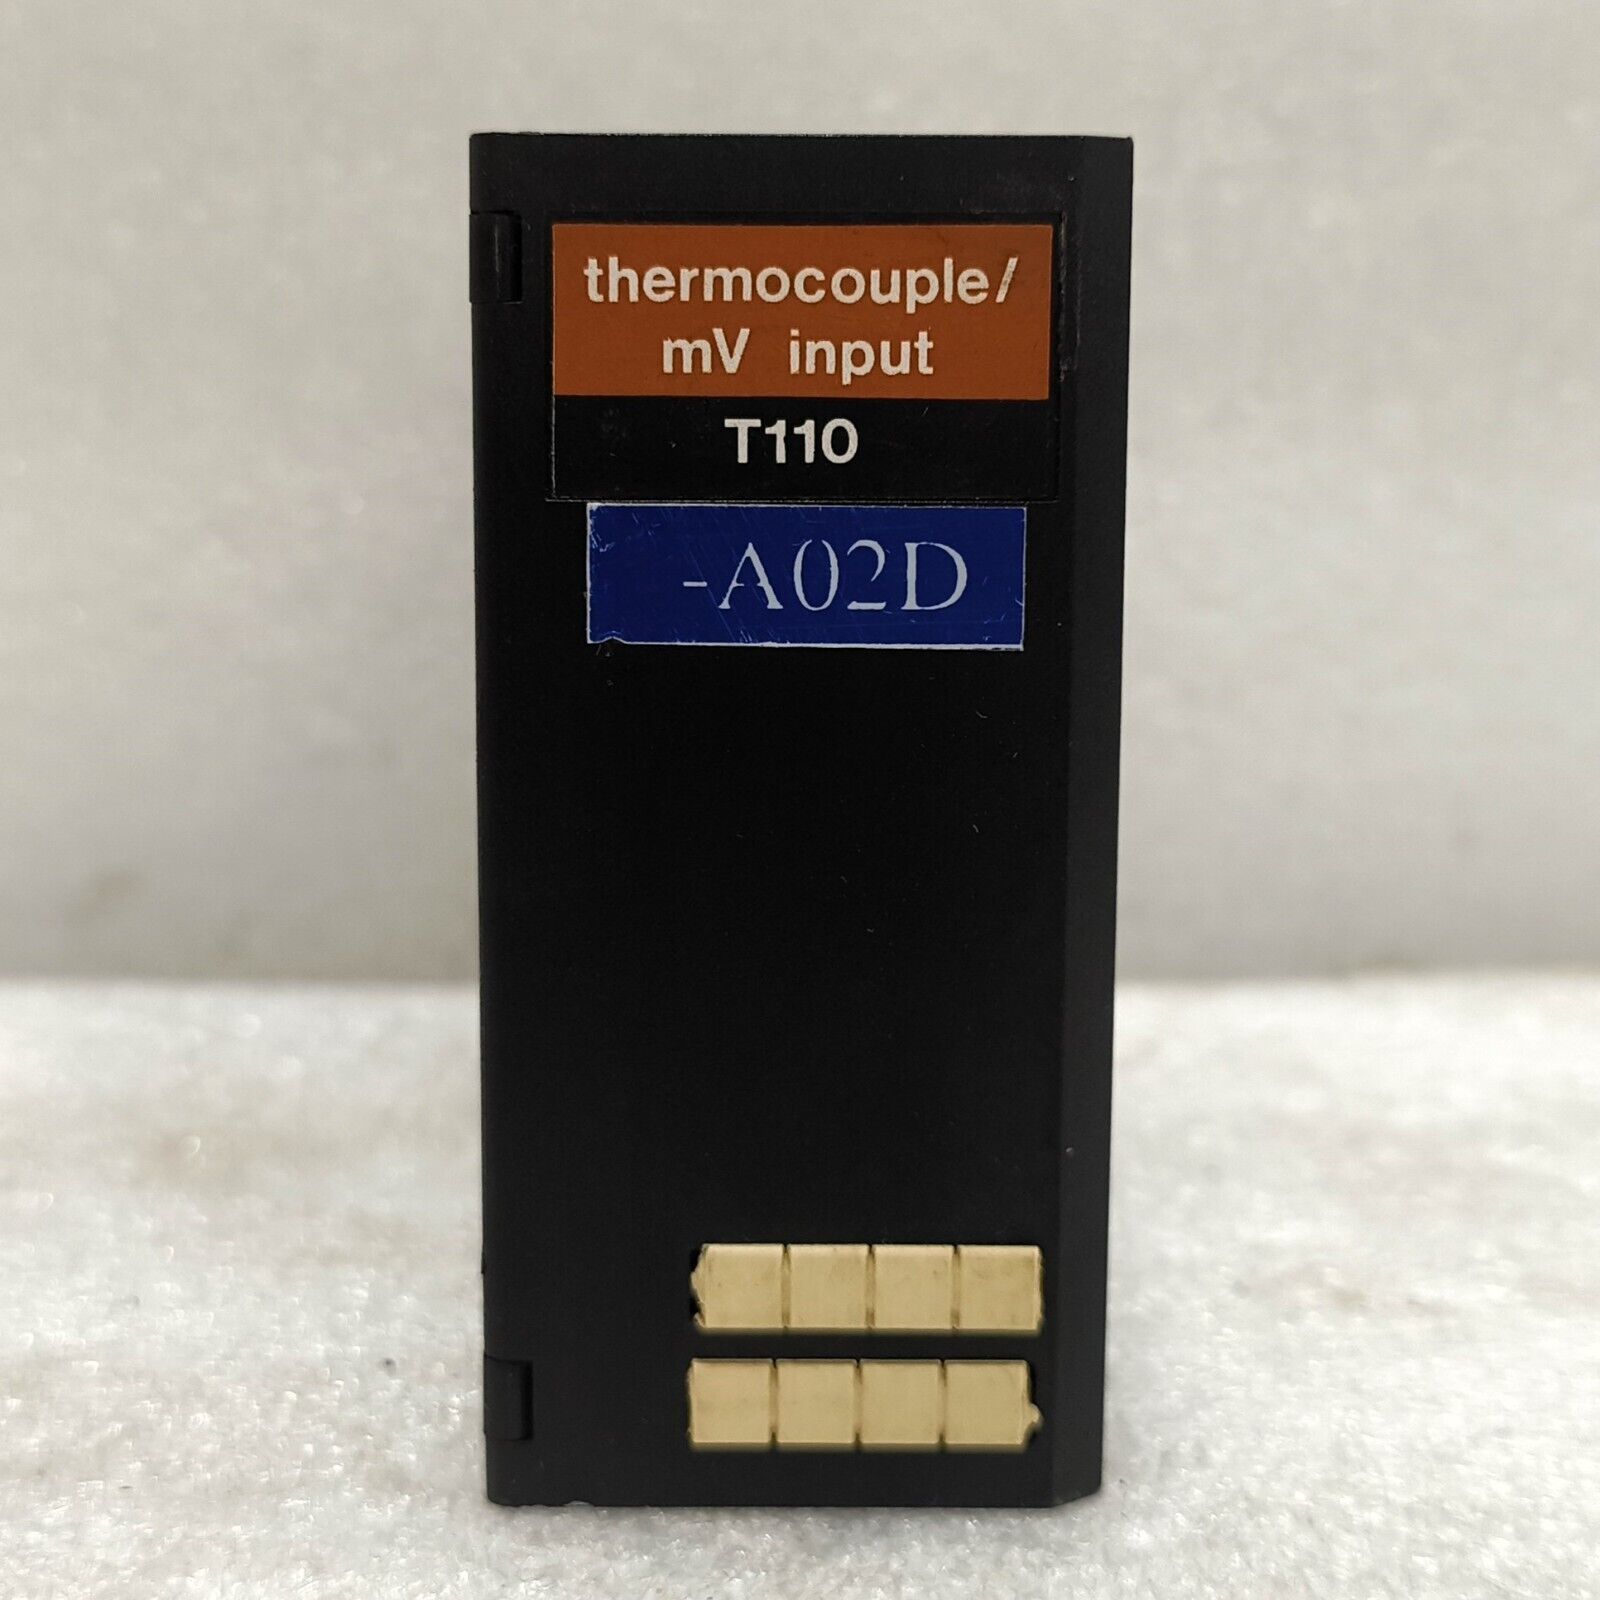 thermocouple/
mV input
T110
-A02D